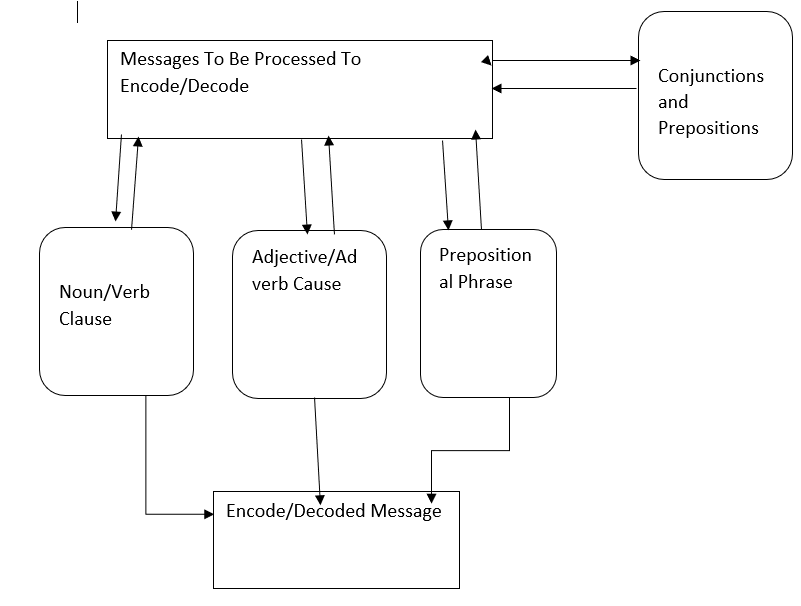 Messages To Be Processed To
Encode/Decode
Conjunctions
and
Prepositions
Noun/Verb
Clause
Adjective/Ad
verb Cause
Preposition
al Phrase
Encode/Decoded Message